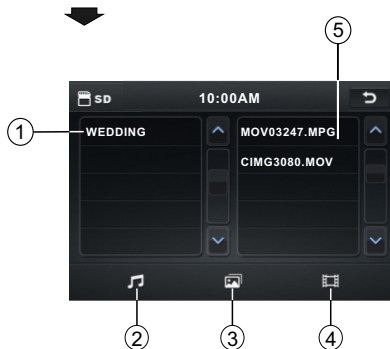 5
SD 10:00AM
1
WEDDING MOV03247.MPG
CIMG3080.MOV
2 3 4